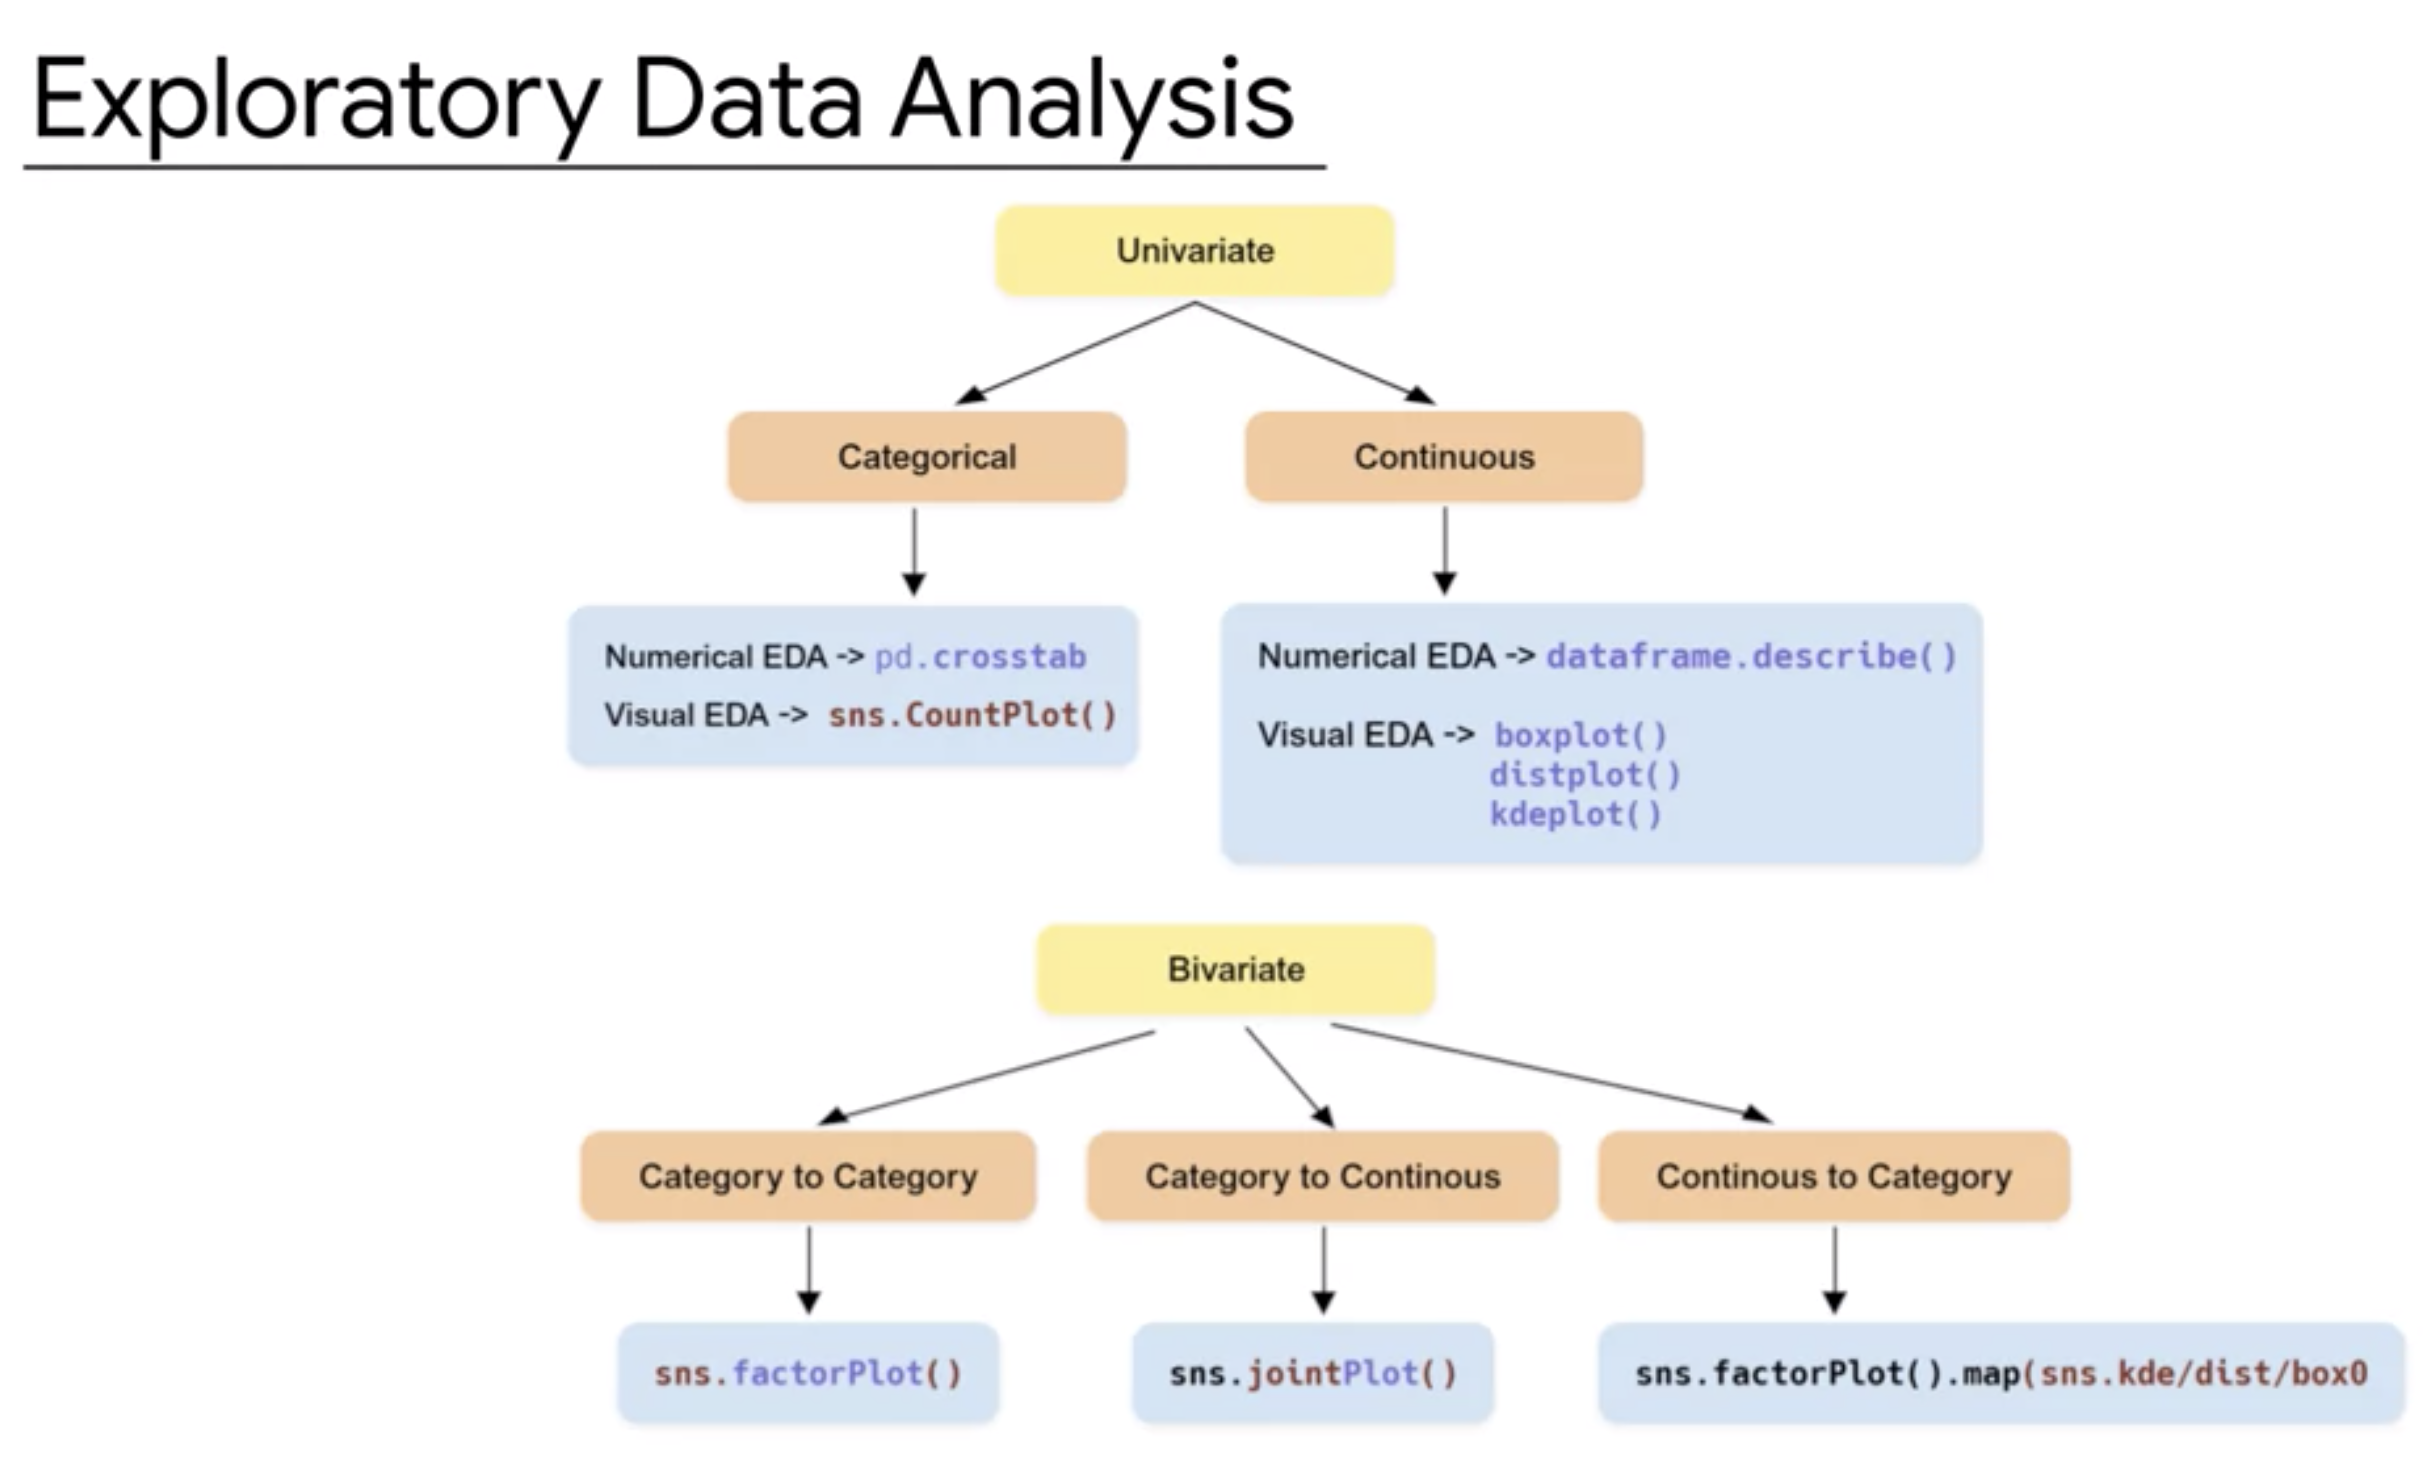 Exploratory Data Analysis
Univariate
Categorical
Continuous
Numerical EDA -> pd.crosstab
Visual EDA -> sns.CountPlot()
Numerical EDA -> dataframe.describe()
Visual EDA -> boxplot()
distplot()
kdeplot()
Bivariate
Category to Category
Category to Continous
Continous to Category
sns.factorPlot()
sns.jointPlot()
sns.factorPlot().map(sns.kde/dist/box0